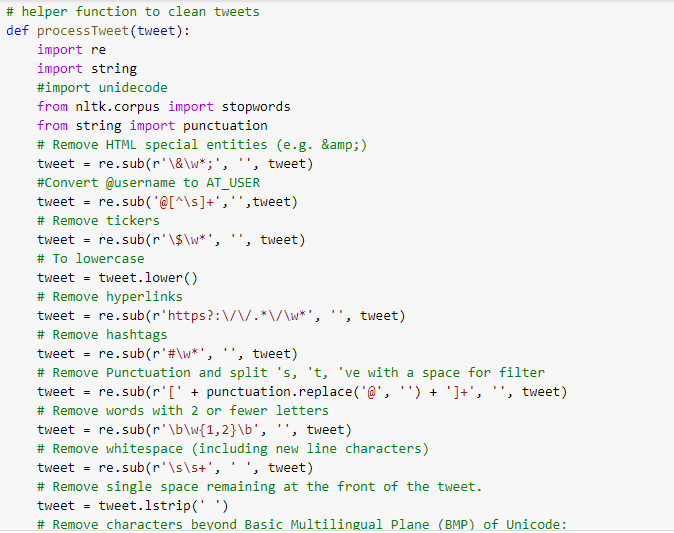 # helper function to clean tweets
def processTweet(tweet):
    import re
    import string
    #import unidecode
    from nltk.corpus import stopwords
    from string import punctuation
    # Remove HTML special entities (e.g. &amp;)
    tweet = re.sub(r'\&\w*;', '', tweet)
    #Convert @username to AT_USER
    tweet = re.sub('@[^\s]+','',tweet)
    # Remove tickers
    tweet = re.sub(r'\$\w*', '', tweet)
    # To lowercase
    tweet = tweet.lower()
    # Remove hyperlinks
    tweet = re.sub(r'https?:\/\/.*\/\w*', '', tweet)
    # Remove hashtags
    tweet = re.sub(r'#\w*', '', tweet)
    # Remove Punctuation and split 's, 't, 've with a space for filter
    tweet = re.sub(r'[' + punctuation.replace('@', '') + ']+', '', tweet)
    # Remove words with 2 or fewer letters
    tweet = re.sub(r'\b\w{1,2}\b', '', tweet)
    # Remove whitespace (including new line characters)
    tweet = re.sub(r'\s\s+', ' ', tweet)
    # Remove single space remaining at the front of the tweet.
    tweet = tweet.lstrip(' ')
    # Remove characters beyond Basic Multilingual Plane (BMP) of Unicode: